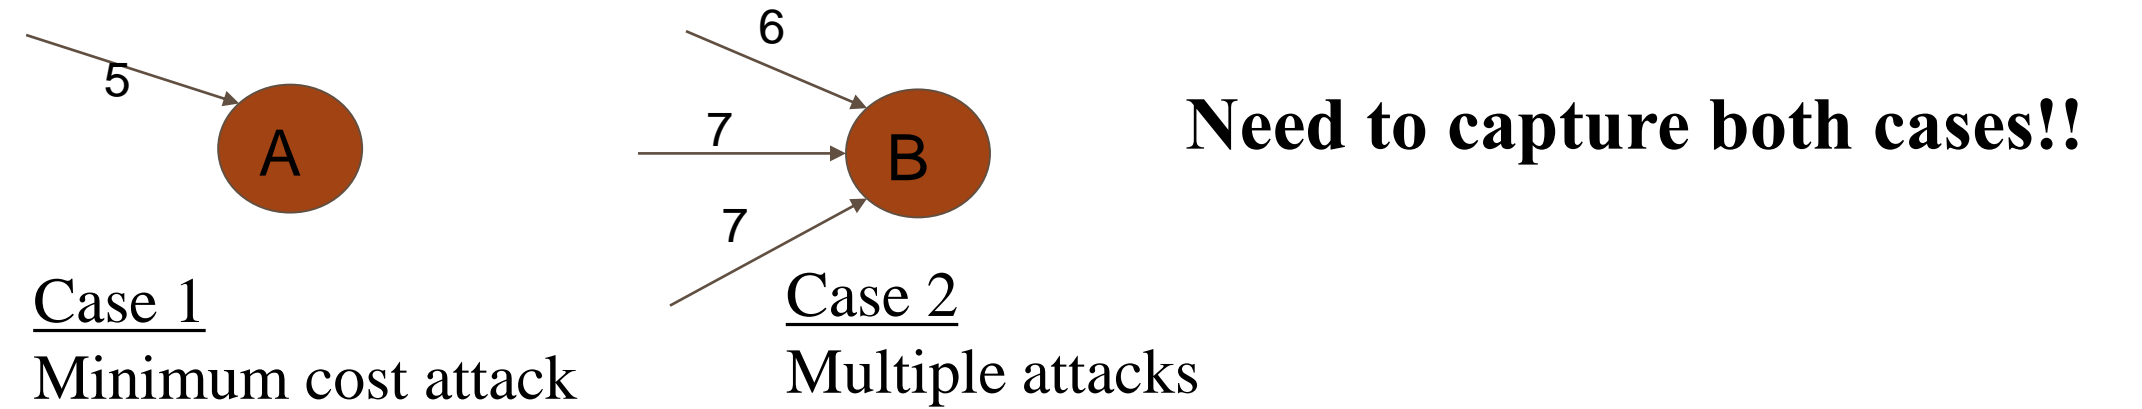 5
A
6
7
7
B
Need to capture both cases!!
Case 1
Minimum cost attack
Case 2
Multiple attacks